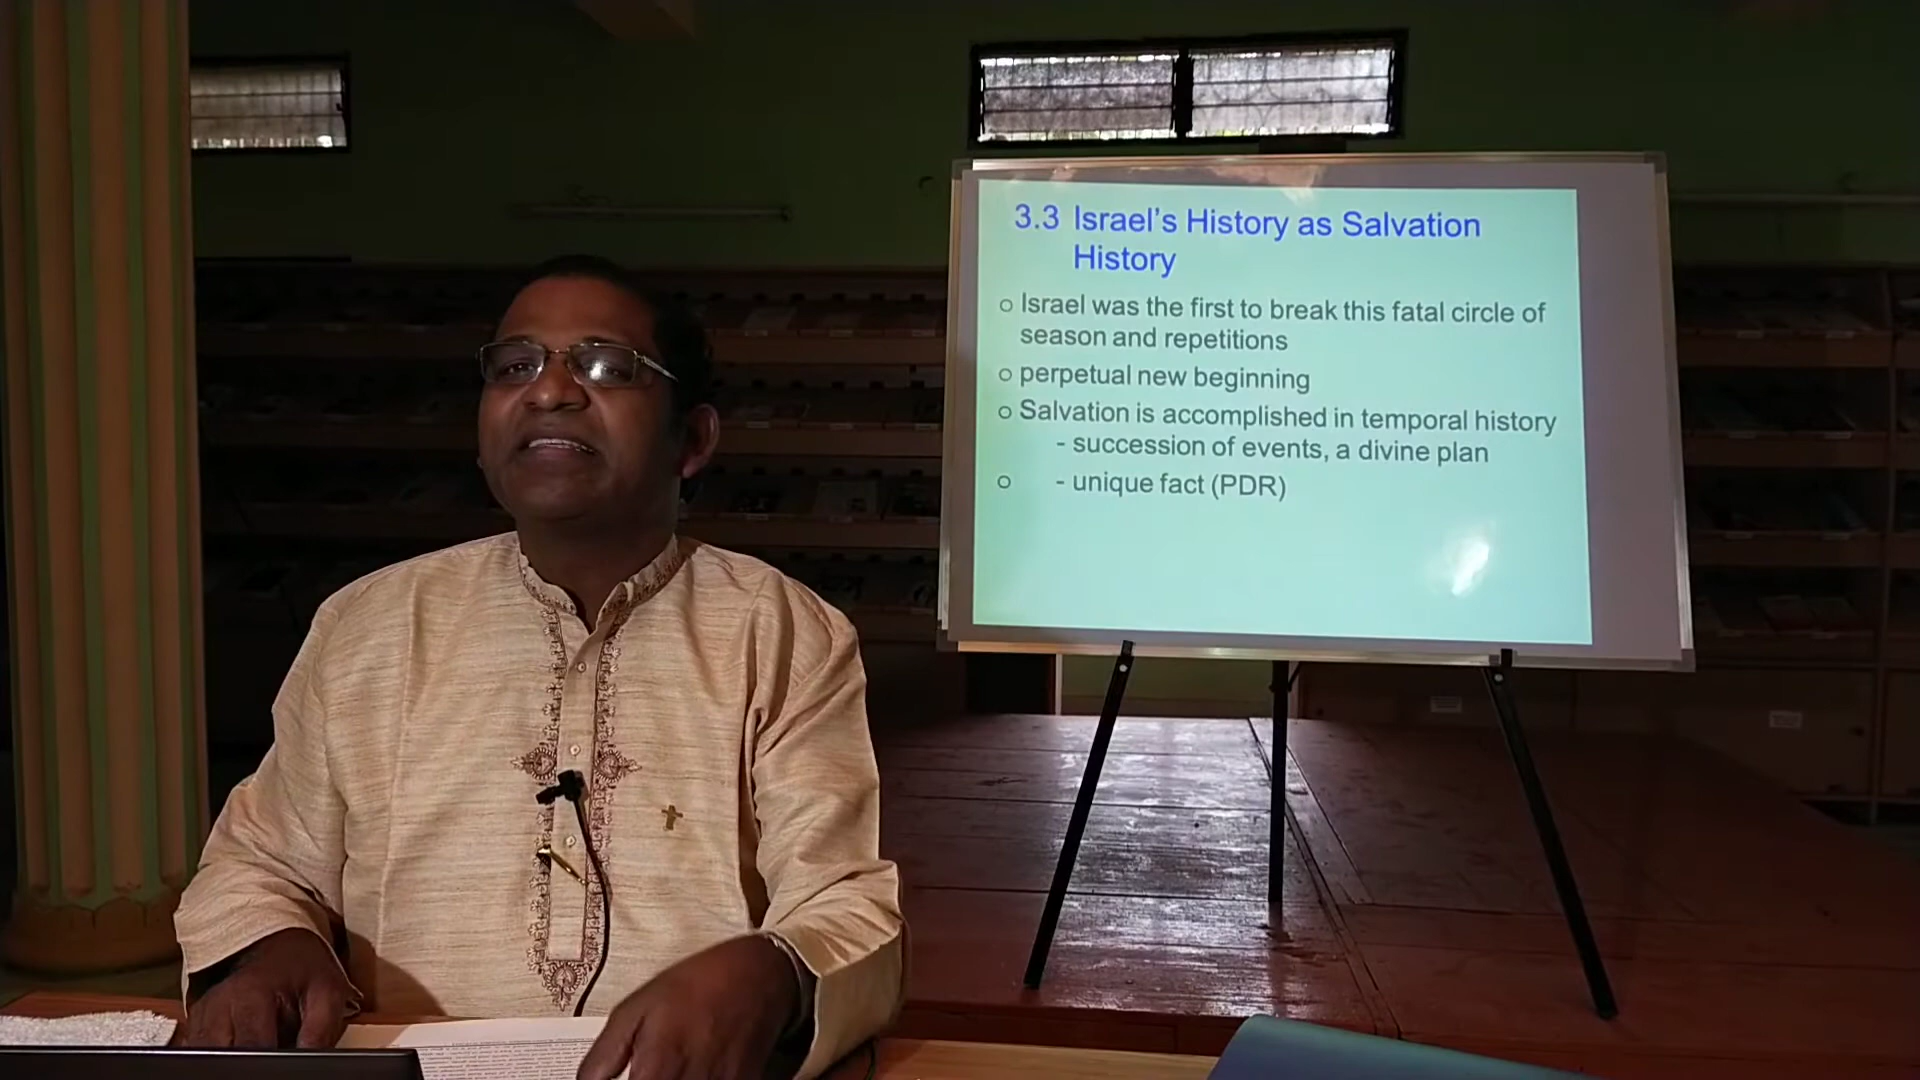 3.3 Israel's History as Salvation
History
○ Israel was the first to break this fatal circle of
season and repetitions
○ perpetual new beginning
○ Salvation is accomplished in temporal history
- succession of events, a divine plan
○ - unique fact (PDR)